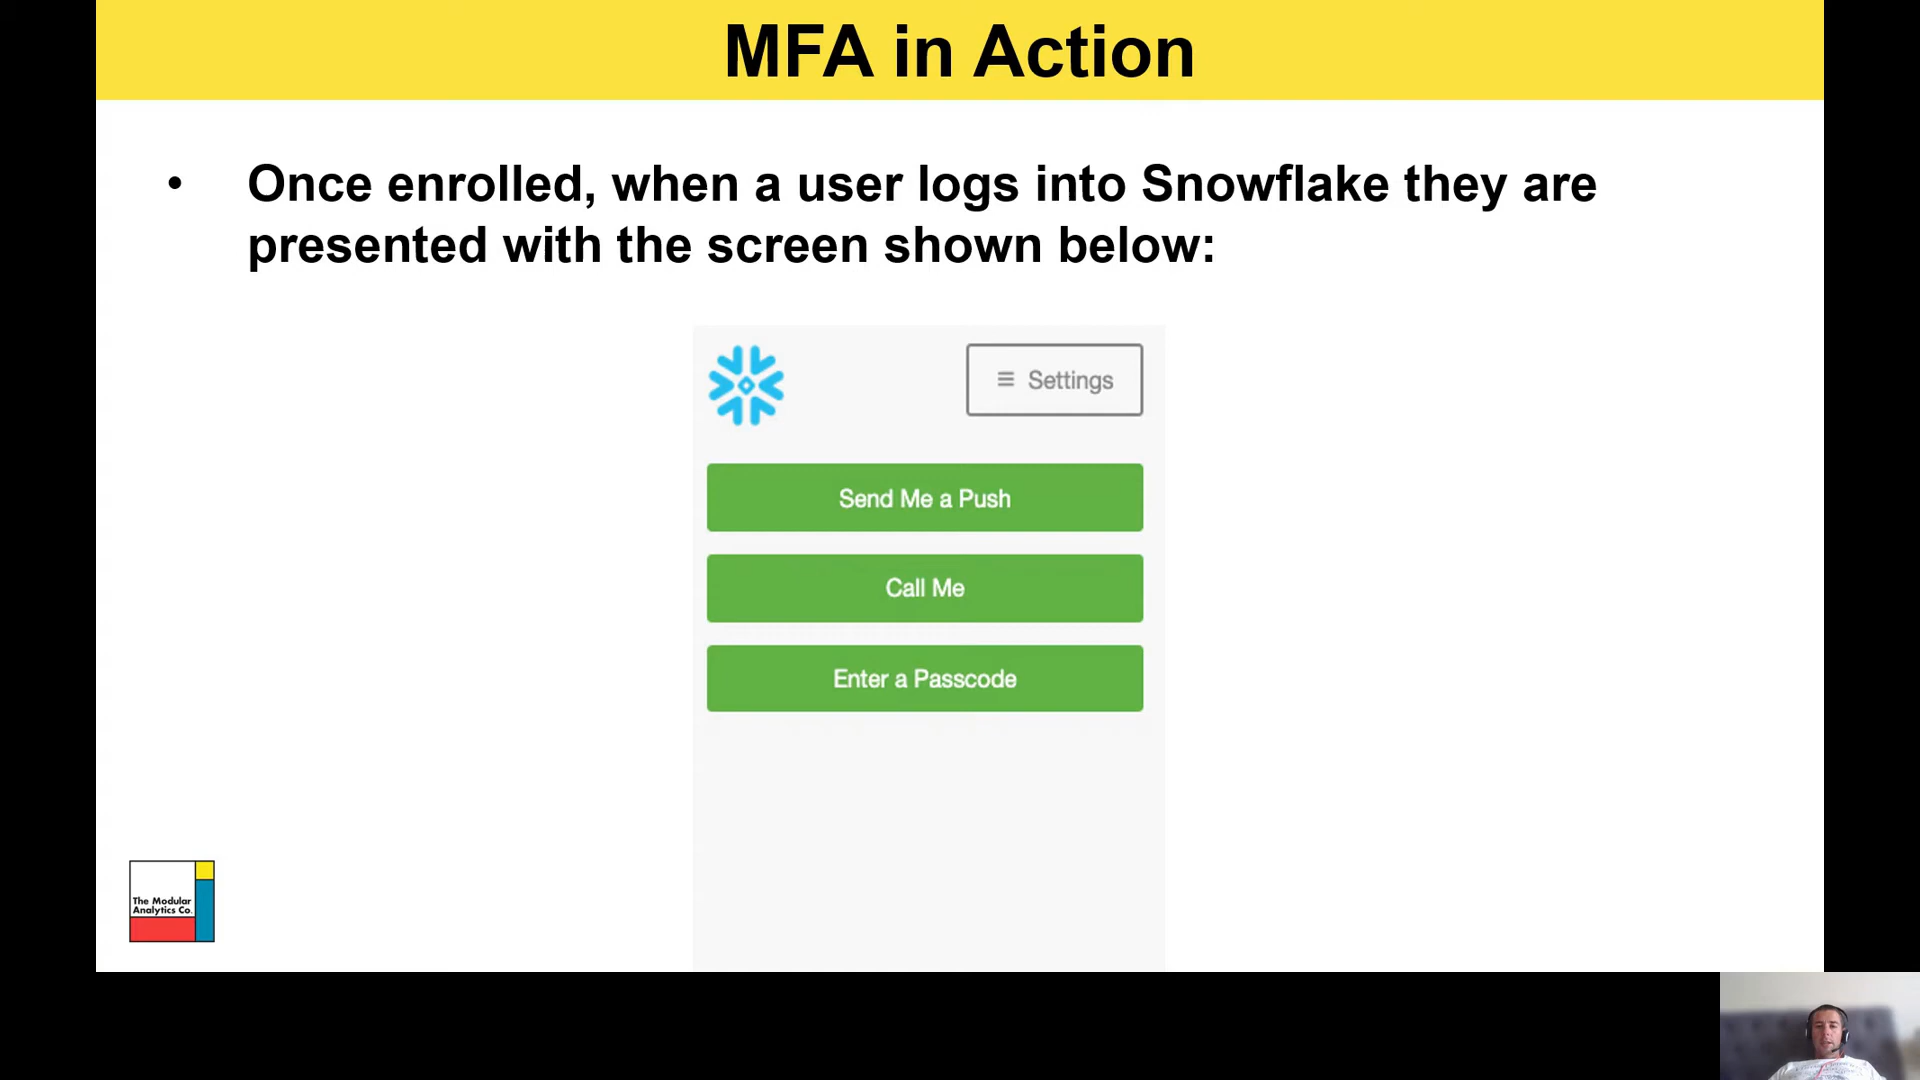 MFA in Action
• Once enrolled, when a user logs into Snowflake they are
presented with the screen shown below:
≡ Settings
Send Me a Push
Call Me
Enter a Passcode
The Modular
Analytics Co.